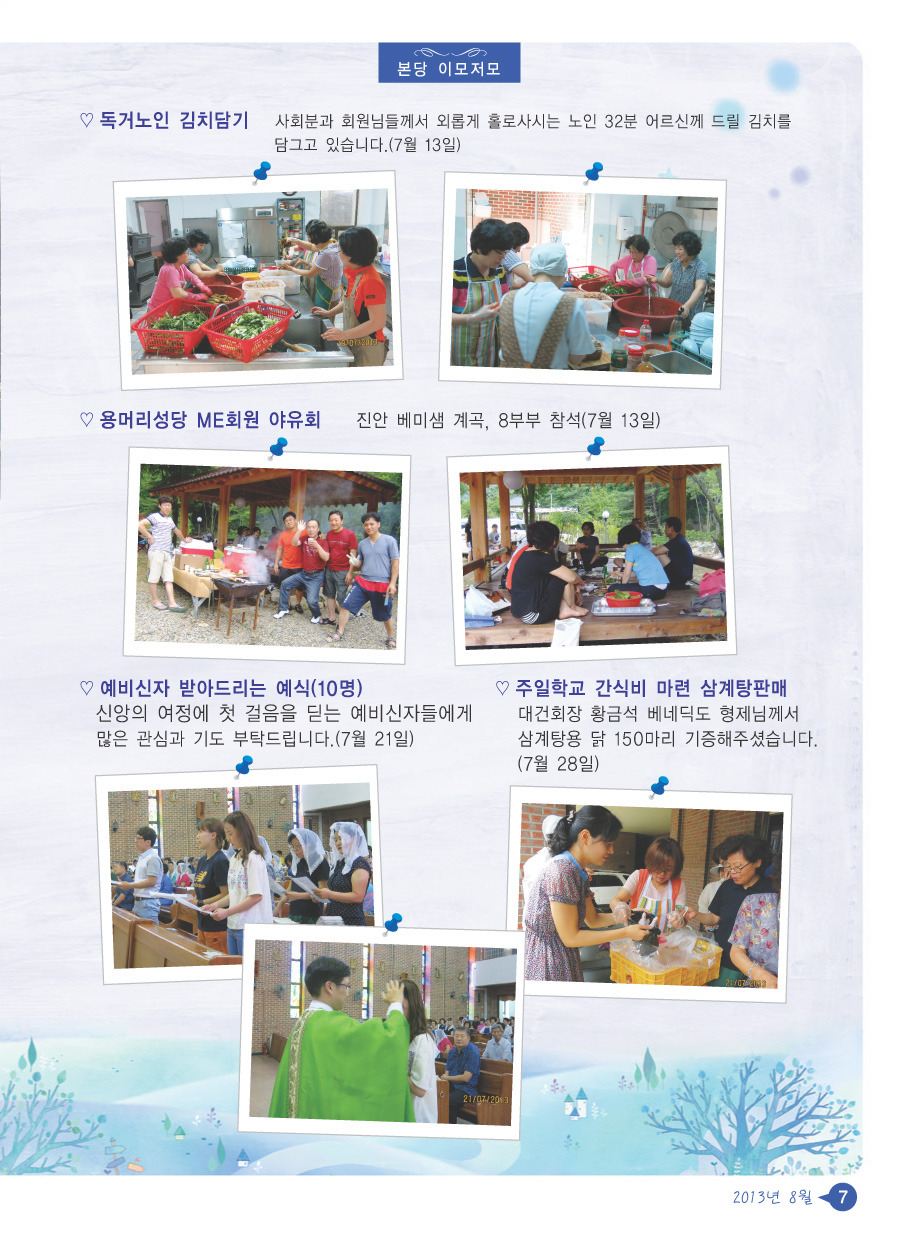 본당 이모저모
♡ 독거노인 김치담기 사회분과 회원님들께서 외롭게 홀로사시는 노인 32분 어르신께 드릴 김치를
담그고 있습니다.(7월 13일)
13/07/2013
♡ 용머리성당 ME회원 야유회 진안 베미샘 계곡, 8부부 참석(7월 13일)
♡ 예비신자 받아드리는 예식(10명)
신앙의 여정에 첫 걸음을 딛는 예비신자들에게
많은 관심과 기도 부탁드립니다.(7월 21일)
♡ 주일학교 간식비 마련 삼계탕판매
대건회장 황금석 베네딕도 형제님께서
삼계탕용 닭 150마리 기증해주셨습니다.
(7월 28일)
21/07/2013
21/07/2013
2013년 8월 7